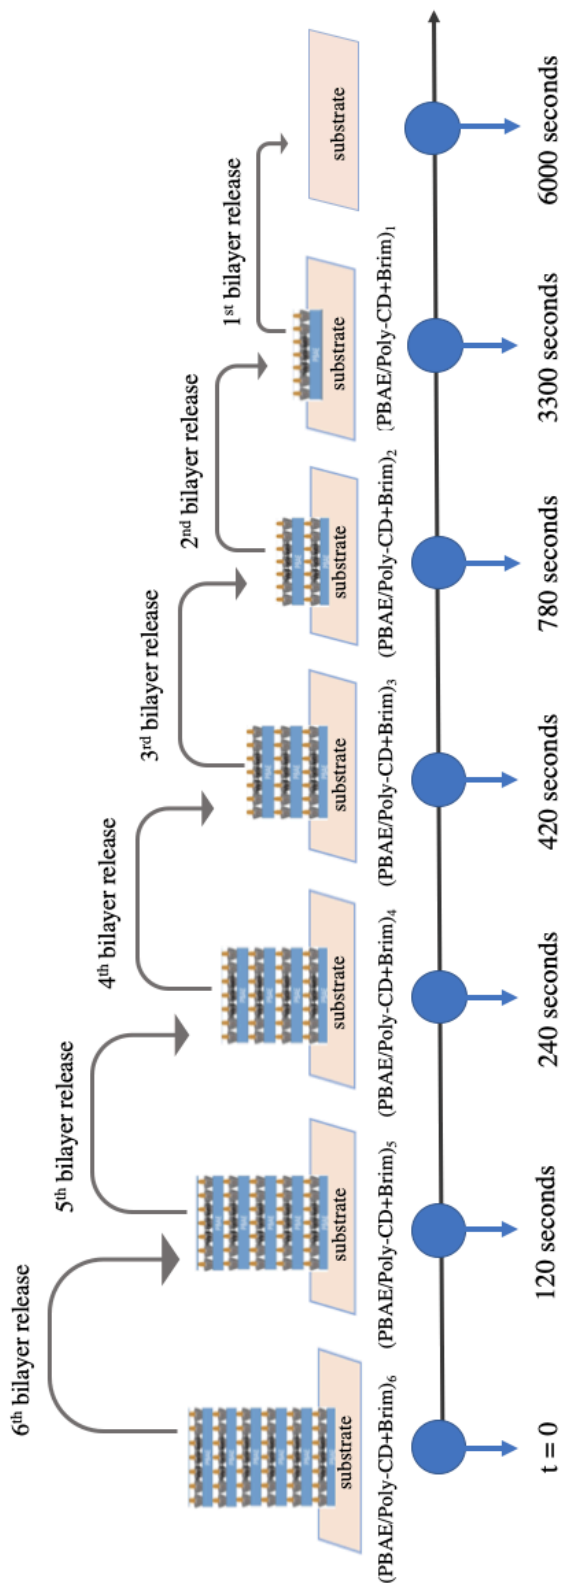 6th bilayer release
5th bilayer release
4th bilayer release
3rd bilayer release
2nd bilayer release
1st bilayer release
substrate
substrate
substrate
substrate
substrate
substrate
substrate
(PBAE/Poly-CD+Brim)6
(PBAE/Poly-CD+Brim)5
(PBAE/Poly-CD+Brim)4
(PBAE/Poly-CD+Brim)3
(PBAE/Poly-CD+Brim)2
(PBAE/Poly-CD+Brim)1
t = 0
120 seconds
240 seconds
420 seconds
780 seconds
3300 seconds
6000 seconds